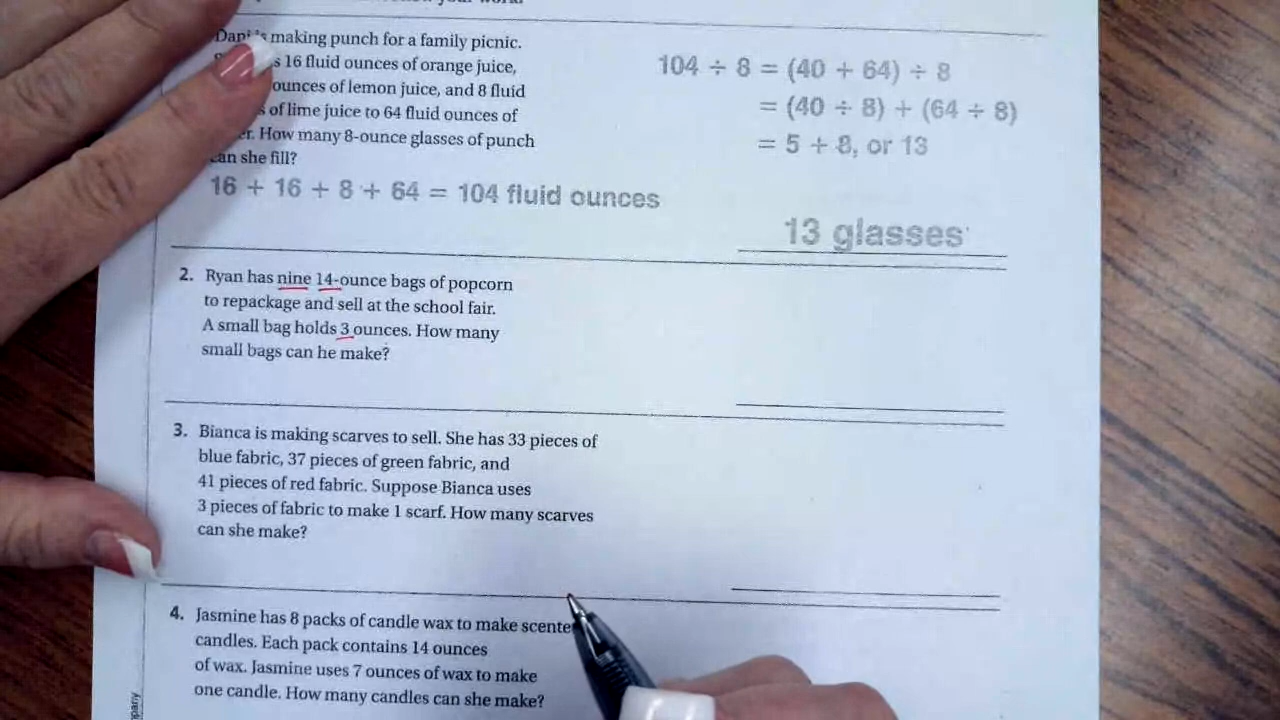 Dani is making punch for a family picnic.
16 fluid ounces of orange juice,
ounces of lemon juice, and 8 fluid
of lime juice to 64 fluid ounces of
How many 8-ounce glasses of punch
can she fill?
16 + 16 + 8 + 64 = 104 fluid ounces
104 ÷ 8 = (40 + 64) ÷ 8
= (40 ÷ 8) + (64 ÷ 8)
= 5 + 8, or 13
13 glasses
2. Ryan has nine 14-ounce bags of popcorn
to repackage and sell at the school fair.
A small bag holds 3 ounces. How many
small bags can he make?
3. Bianca is making scarves to sell. She has 33 pieces of
blue fabric, 37 pieces of green fabric, and
41 pieces of red fabric. Suppose Bianca uses
3 pieces of fabric to make 1 scarf. How many scarves
can she make?
4. Jasmine has 8 packs of candle wax to make scente
candles. Each pack contains 14 ounces
of wax. Jasmine uses 7 ounces of wax to make
one candle. How many candles can she make?